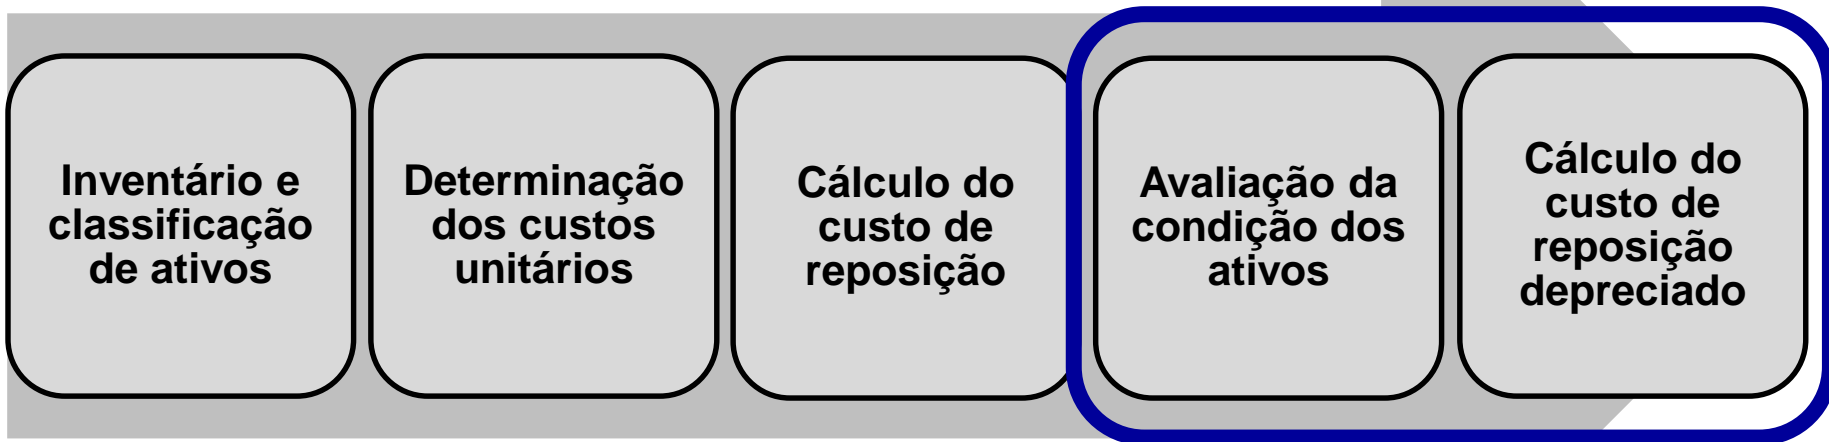 Inventário e
classificação
de ativos
Determinação
dos custos
unitários
Cálculo do
custo de
reposição
Avaliação da
condição dos
ativos
Cálculo do
custo de
reposição
depreciado